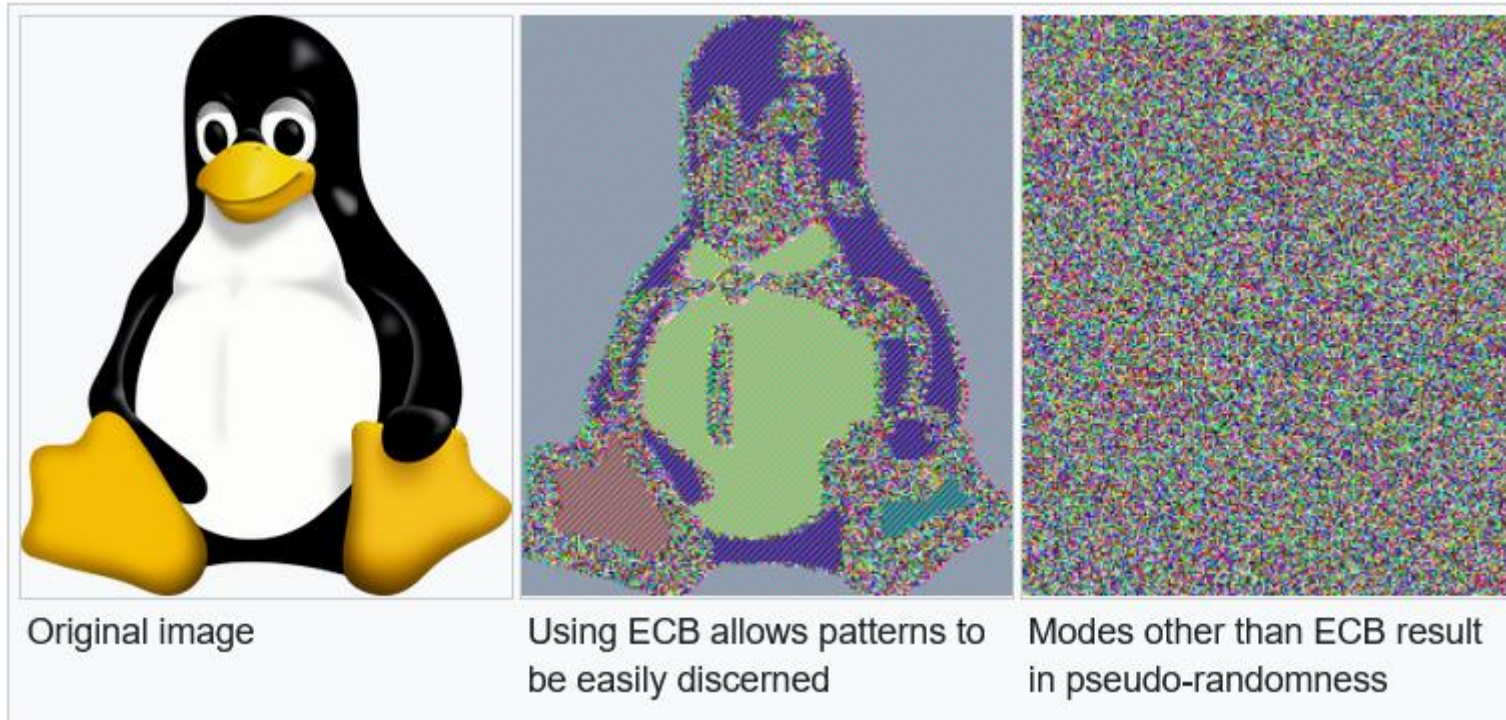 Original image
Using ECB allows patterns to
be easily discerned
Modes other than ECB result
in pseudo-randomness